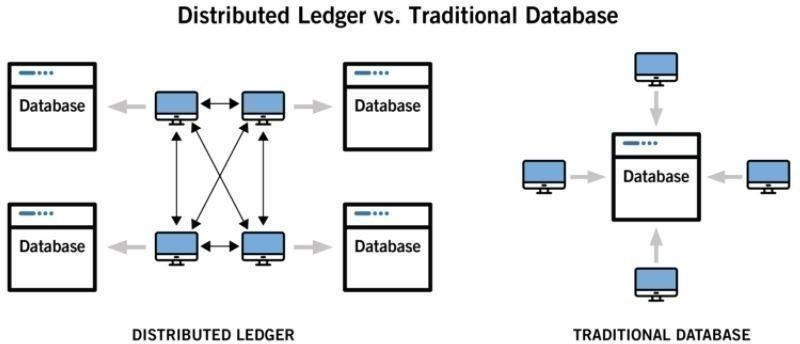 Distributed Ledger vs. Traditional Database
Database
Database
Database
Database
Database
DISTRIBUTED LEDGER
TRADITIONAL DATABASE